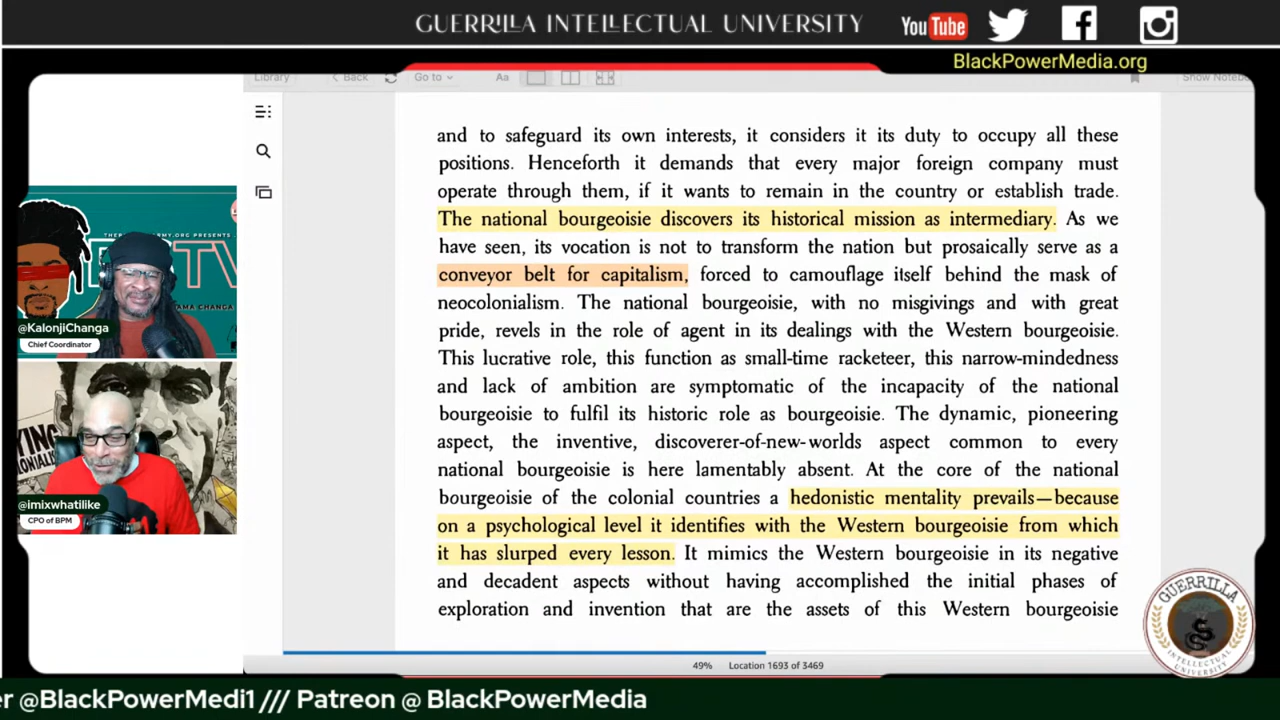 GUERRILLA INTELLECTUAL UNIVERSITY
YouTube
BlackPowerMedia.org
Library
Back
Go to
Aa
and to safeguard its own interests, it considers it its duty to occupy all these
positions. Henceforth it demands that every major foreign company must
operate through them, if it wants to remain in the country or establish trade.
The national bourgeoisie discovers its historical mission as intermediary. As we
have seen, its vocation is not to transform the nation but prosaically serve as a
conveyor belt for capitalism, forced to camouflage itself behind the mask of
neocolonialism. The national bourgeoisie, with no misgivings and with great
pride, revels in the role of agent in its dealings with the Western bourgeoisie.
This lucrative role, this function as small-time racketeer, this narrow-mindedness
and lack of ambition are symptomatic of the incapacity of the national
bourgeoisie to fulfil its historic role as bourgeoisie. The dynamic, pioneering
aspect, the inventive, discoverer-of-new-worlds aspect common to every
national bourgeoisie is here lamentably absent. At the core of the national
bourgeoisie of the colonial countries a hedonistic mentality prevails—because
on a psychological level it identifies with the Western bourgeoisie from which
it has slurped every lesson. It mimics the Western bourgeoisie in its negative
and decadent aspects without having accomplished the initial phases of
exploration and invention that are the assets of this Western bourgeoisie
49% Location 1693 of 3469
@KalonjiChanga
Chief Coordinator
@imixwhatilike
CPO of BPM
GUERRILLA
INTELLECTUAL
UNIVERSITY
er @BlackPowerMedi1 /// Patreon @ BlackPowerMedia